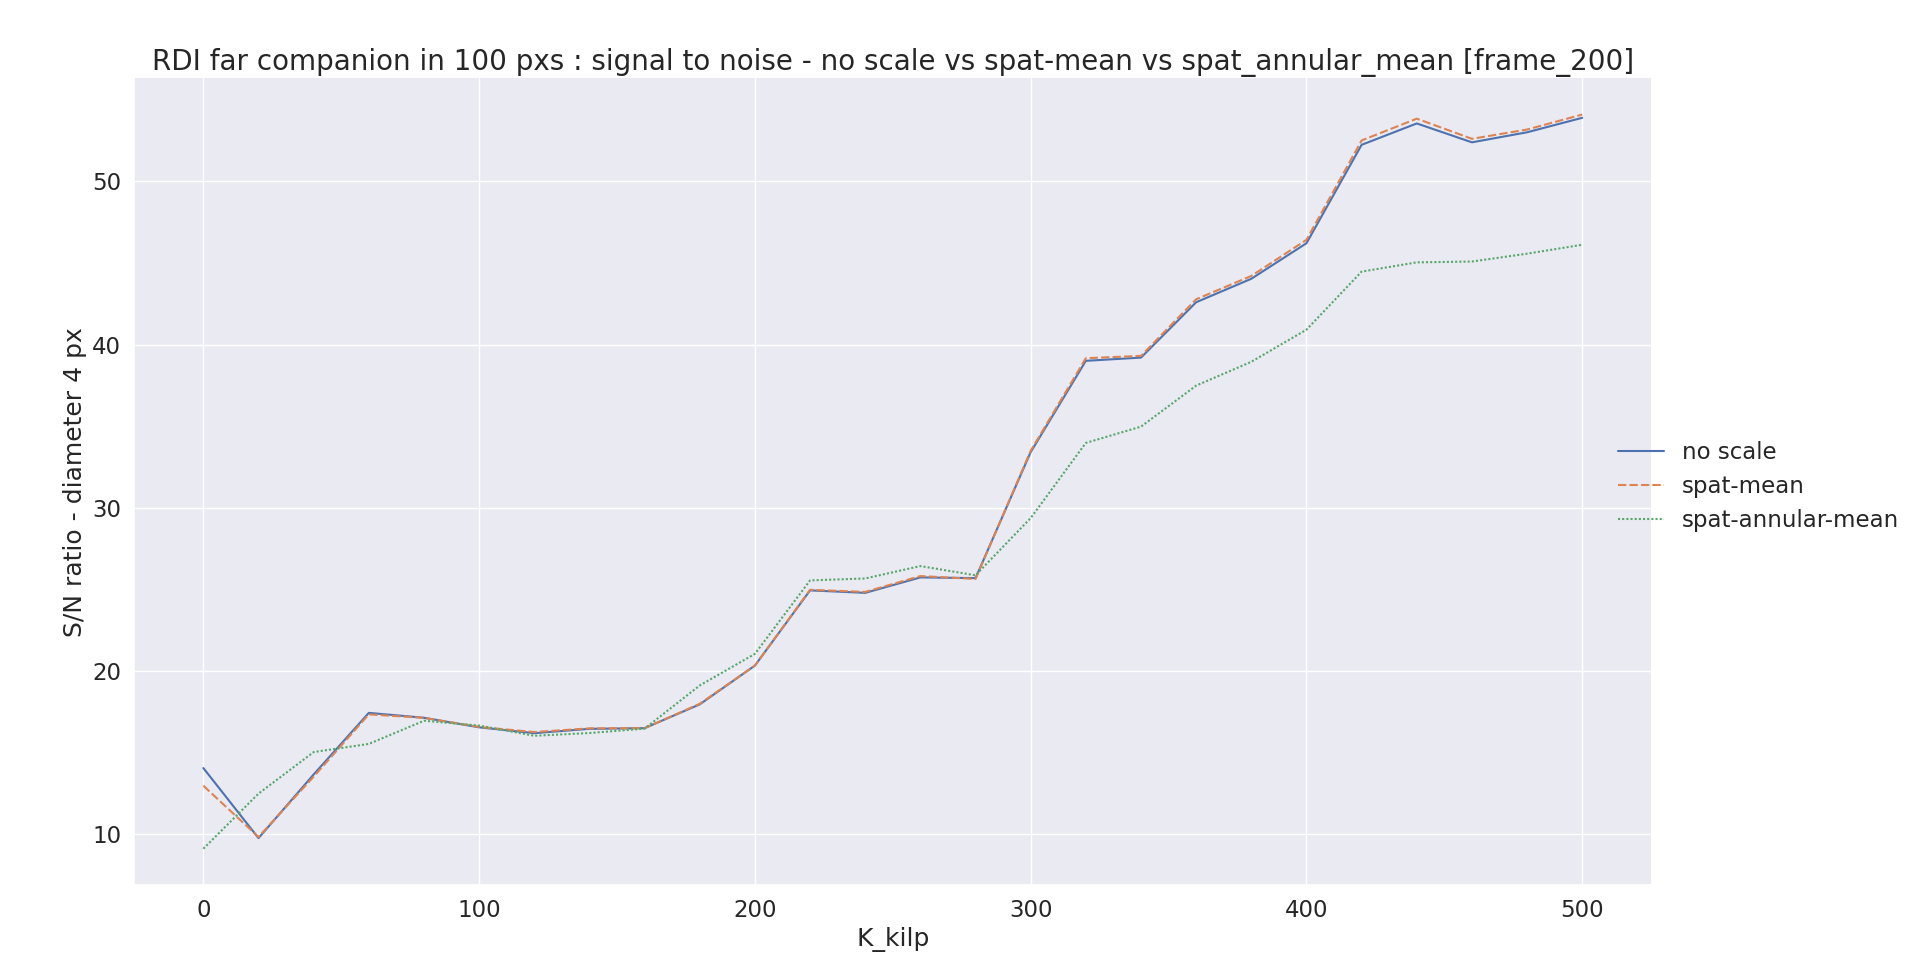 RDI far companion in 100 pxs : signal to noise - no scale vs spat-mean vs spat_annular_mean [frame_200]
S/N ratio - diameter 4 px
50
40
30
20
10
0 100 200 300 400 500
K_kilp
no scale
spat-mean
spat-annular-mean